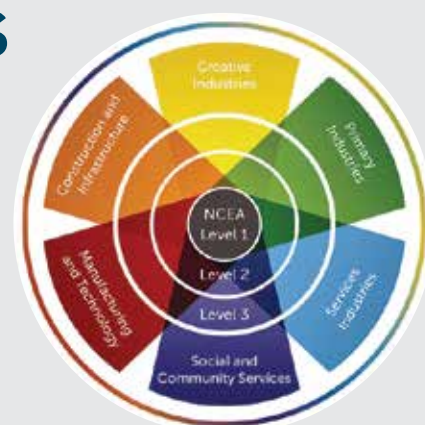 S
Creative
Industries
Primary
Industries
Services
Industries
Social and
Community Services
Manufacturing
and Technology
Construction and
Infrastructure
NCEA
Level 1
Level 2
Level 3